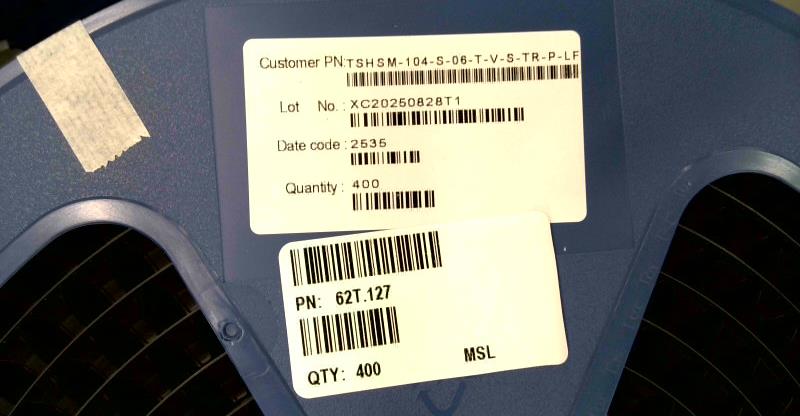 Customer PN:TSHSM-104-S-06-T-V-S-TR-P-LF
Lot No. : XC20250828T1
Date code : 2535
Quantity : 400
PN: 62T.127
QTY: 400 MSL